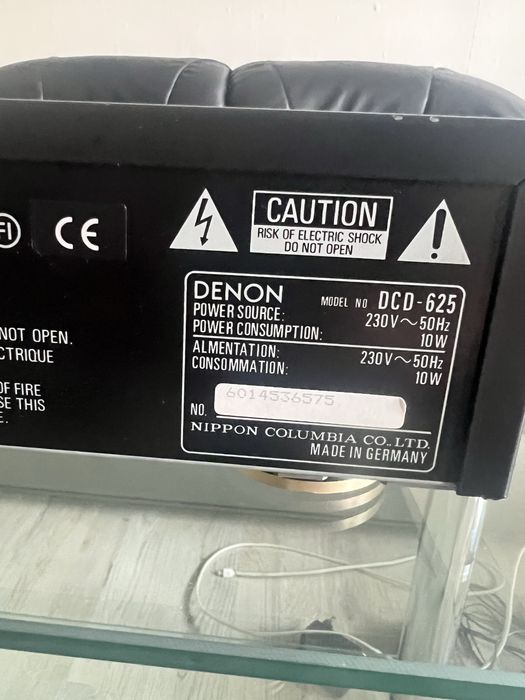 FI
CE
CAUTION
RISK OF ELECTRIC SHOCK
DO NOT OPEN
NOT OPEN.
CTRIQUE
OF FIRE
SE THIS
E.
DENON MODEL NO DCD-625
POWER SOURCE: 230V~50Hz
POWER CONSUMPTION: 10W
ALMENTATION: 230V~50Hz
CONSOMMATION: 10W
NO. 6014536575
NIPPON COLUMBIA CO., LTD.
MADE IN GERMANY